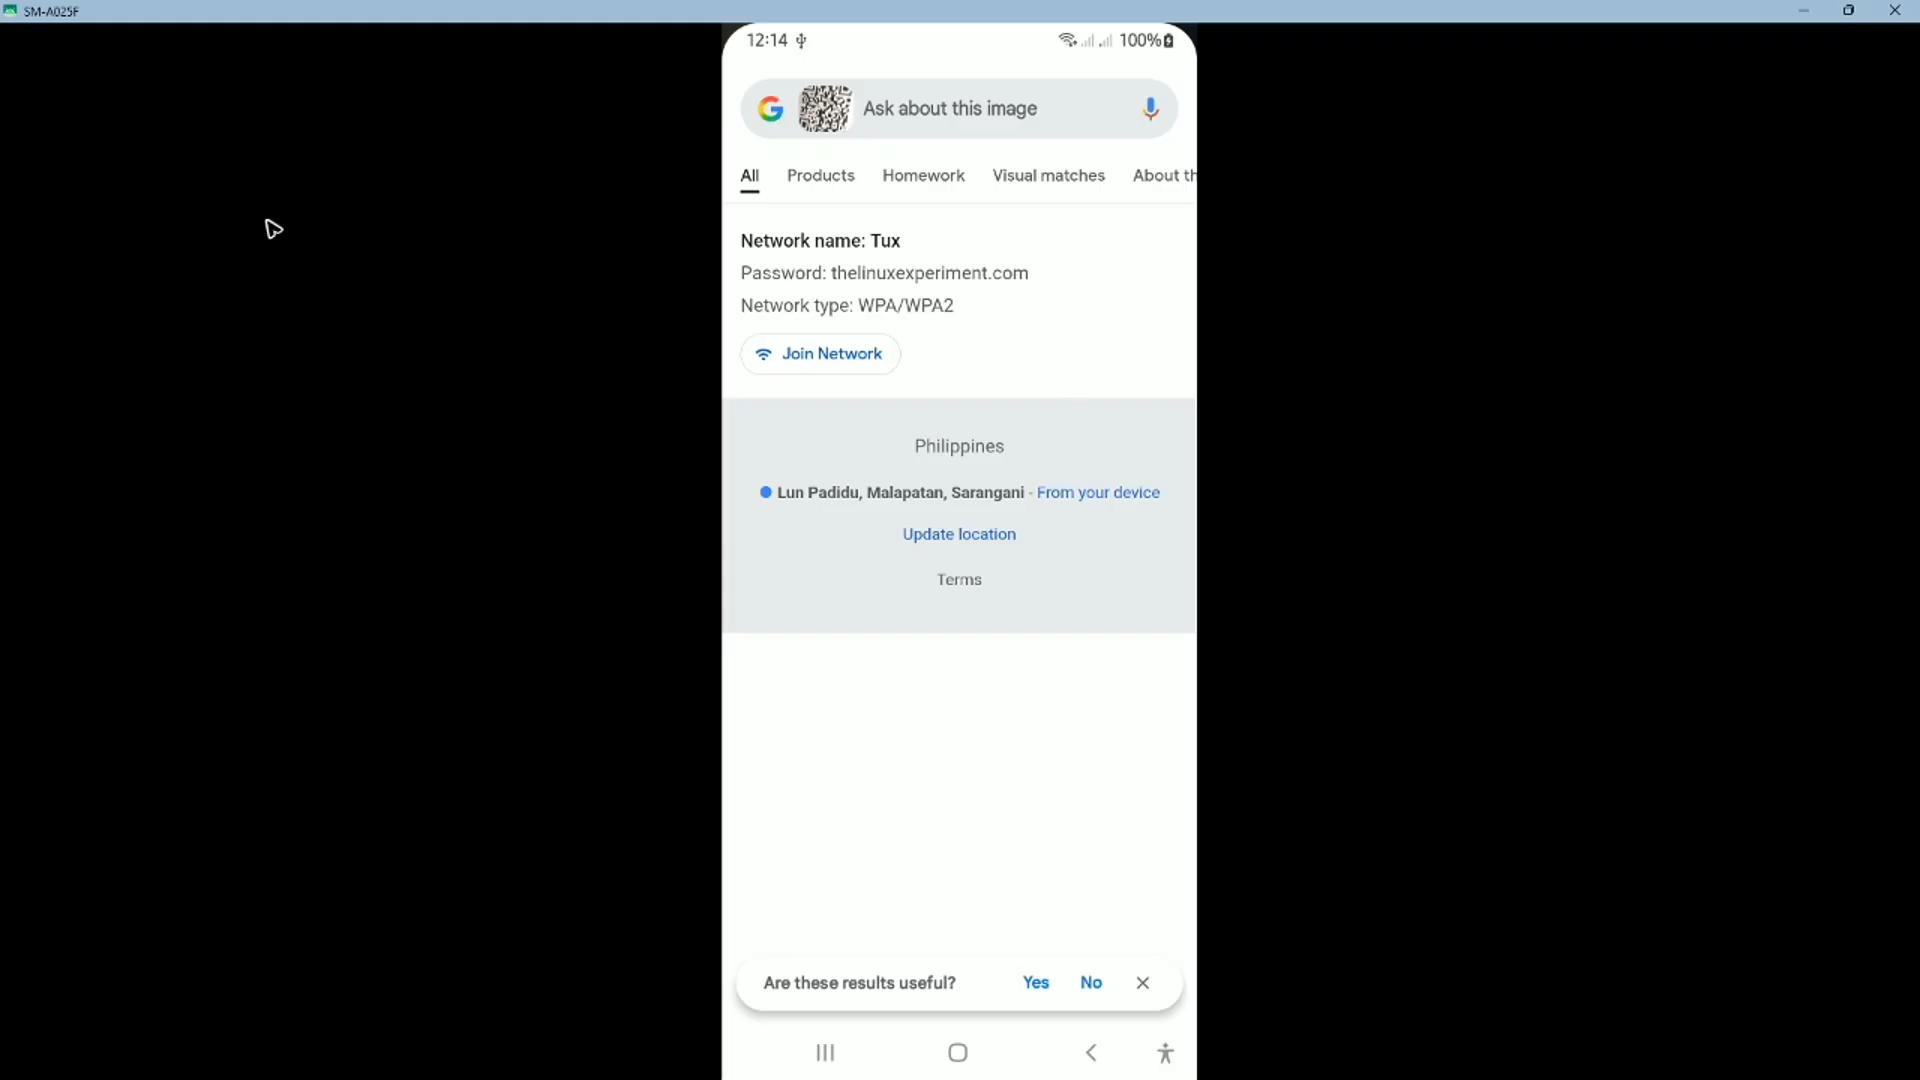 SM-A025F
12:14
100%
Ask about this image
All Products Homework Visual matches About th
Network name: Tux
Password: thelinuxexperiment.com
Network type: WPA/WPA2
Join Network
Philippines
Lun Padidu, Malapatan, Sarangani - From your device
Update location
Terms
Are these results useful? Yes No